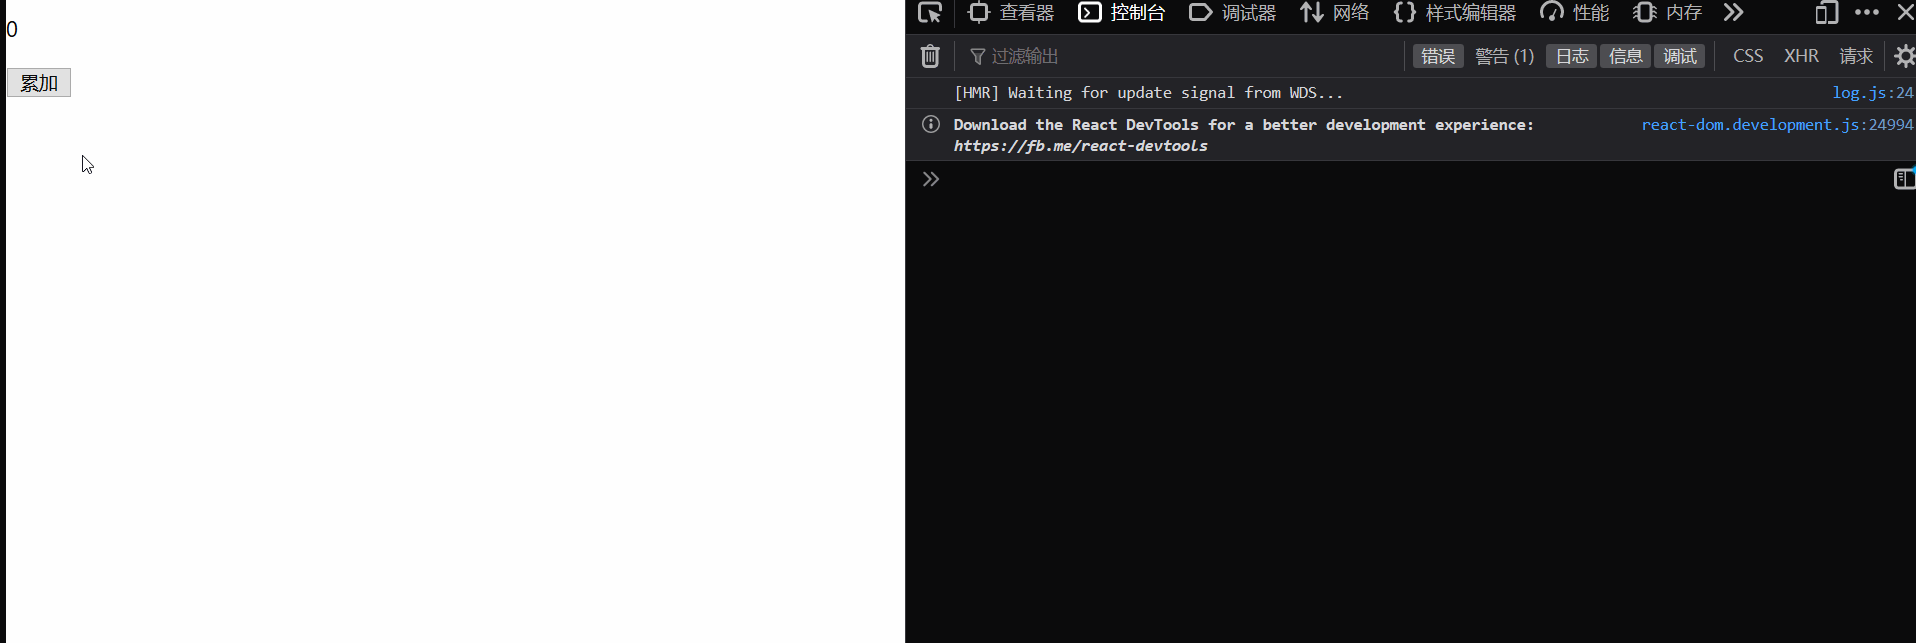 0
累加
查看器 控制台 调试器 网络 样式编辑器 性能 内存
过滤输出 错误 警告 (1) 日志 信息 调试 CSS XHR 请求
[HMR] Waiting for update signal from WDS... log.js:24
Download the React DevTools for a better development experience: react-dom.development.js:24994
https://fb.me/react-devtools